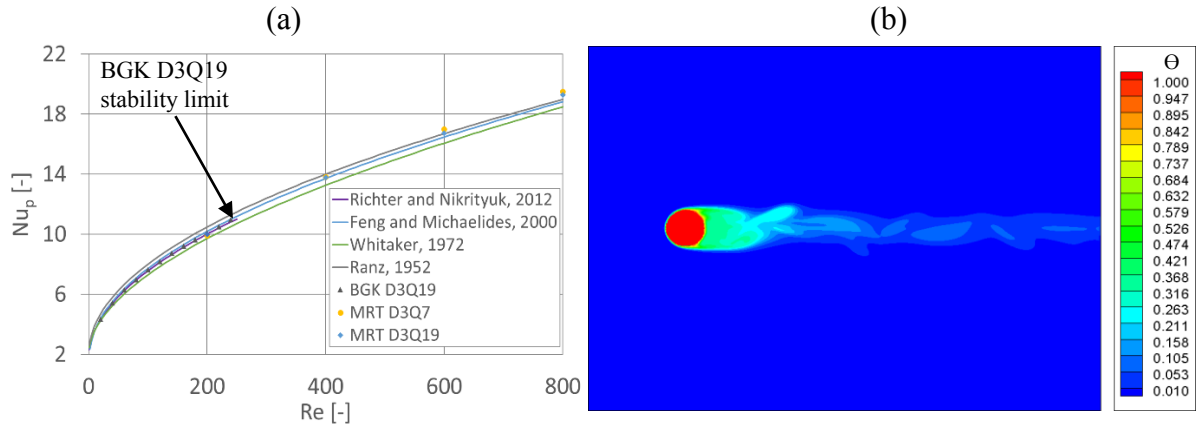 (a)
BGK D3Q19
stability limit
22
18
14
10
6
2
Nuₚ [-]
0
200
400
600
800
Re [-]
Richter and Nikrityuk, 2012
Feng and Michaelides, 2000
Whitaker, 1972
Ranz, 1952
BGK D3Q19
MRT D3Q7
MRT D3Q19
(b)
Ө
1.000
0.947
0.895
0.842
0.789
0.737
0.684
0.632
0.579
0.526
0.474
0.421
0.368
0.316
0.263
0.211
0.158
0.105
0.053
0.010